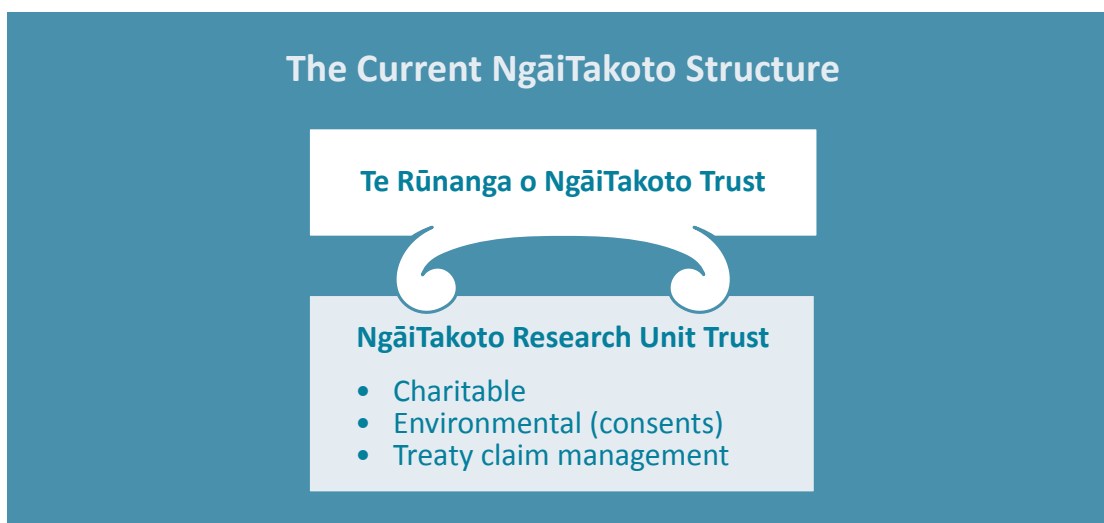 The Current NgāiTakoto Structure
Te Rūnanga o NgāiTakoto Trust
NgāiTakoto Research Unit Trust
• Charitable
• Environmental (consents)
• Treaty claim management